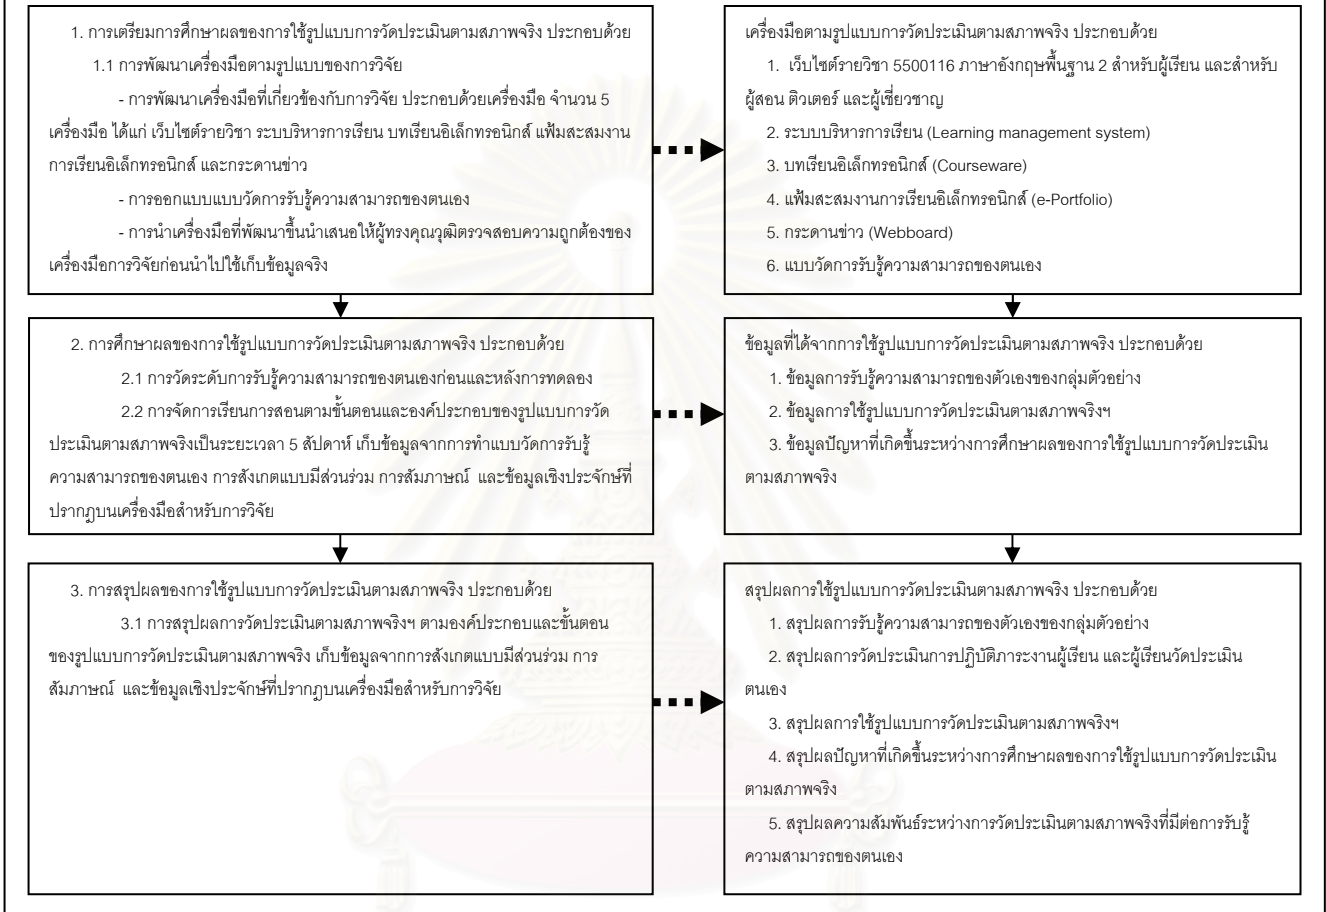 1. การเตรียมการศึกษาผลของการใช้รูปแบบการวัดประเมินตามสภาพจริง ประกอบด้วย
1.1 การพัฒนาเครื่องมือตามรูปแบบของการวิจัย
- การพัฒนาเครื่องมือที่เกี่ยวข้องกับการวิจัย ประกอบด้วยเครื่องมือ จำนวน 5
เครื่องมือ ได้แก่ เว็บไซต์รายวิชา ระบบบริหารการเรียน บทเรียนอิเล็กทรอนิกส์ แฟ้มสะสมงาน
การเรียนอิเล็กทรอนิกส์ และกระดานข่าว
- การออกแบบแบบวัดการรับรู้ความสามารถของตนเอง
- การนำเครื่องมือที่พัฒนาขึ้นนำเสนอให้ผู้ทรงคุณวุฒิตรวจสอบความถูกต้องของ
เครื่องมือการวิจัยก่อนนำไปใช้เก็บข้อมูลจริง
เครื่องมือตามรูปแบบการวัดประเมินตามสภาพจริง ประกอบด้วย
1. เว็บไซต์รายวิชา 5500116 ภาษาอังกฤษพื้นฐาน 2 สำหรับผู้เรียน และสำหรับ
ผู้สอน ติวเตอร์ และผู้เชี่ยวชาญ
2. ระบบบริหารการเรียน (Learning management system)
3. บทเรียนอิเล็กทรอนิกส์ (Courseware)
4. แฟ้มสะสมงานการเรียนอิเล็กทรอนิกส์ (e-Portfolio)
5. กระดานข่าว (Webboard)
6. แบบวัดการรับรู้ความสามารถของตนเอง
2. การศึกษาผลของการใช้รูปแบบการวัดประเมินตามสภาพจริง ประกอบด้วย
2.1 การวัดระดับการรับรู้ความสามารถของตนเองก่อนและหลังการทดลอง
2.2 การจัดการเรียนการสอนตามขั้นตอนและองค์ประกอบของรูปแบบการวัด
ประเมินตามสภาพจริงเป็นระยะเวลา 5 สัปดาห์ เก็บข้อมูลจากการทำแบบวัดการรับรู้
ความสามารถของตนเอง การสังเกตแบบมีส่วนร่วม การสัมภาษณ์ และข้อมูลเชิงประจักษ์ที่
ปรากฏบนเครื่องมือสำหรับการวิจัย
ข้อมูลที่ได้จากการใช้รูปแบบการวัดประเมินตามสภาพจริง ประกอบด้วย
1. ข้อมูลการรับรู้ความสามารถของตัวเองของกลุ่มตัวอย่าง
2. ข้อมูลการใช้รูปแบบการวัดประเมินตามสภาพจริงฯ
3. ข้อมูลปัญหาที่เกิดขึ้นระหว่างการศึกษาผลของการใช้รูปแบบการวัดประเมิน
ตามสภาพจริง
3. การสรุปผลของการใช้รูปแบบการวัดประเมินตามสภาพจริง ประกอบด้วย
3.1 การสรุปผลการวัดประเมินตามสภาพจริงฯ ตามองค์ประกอบและขั้นตอน
ของรูปแบบการวัดประเมินตามสภาพจริง เก็บข้อมูลจากการสังเกตแบบมีส่วนร่วม การ
สัมภาษณ์ และข้อมูลเชิงประจักษ์ที่ปรากฏบนเครื่องมือสำหรับการวิจัย
สรุปผลการใช้รูปแบบการวัดประเมินตามสภาพจริง ประกอบด้วย
1. สรุปผลการรับรู้ความสามารถของตัวเองของกลุ่มตัวอย่าง
2. สรุปผลการวัดประเมินการปฏิบัติภาระงานผู้เรียน และผู้เรียนวัดประเมิน
ตนเอง
3. สรุปผลการใช้รูปแบบการวัดประเมินตามสภาพจริงฯ
4. สรุปผลปัญหาที่เกิดขึ้นระหว่างการศึกษาผลของการใช้รูปแบบการวัดประเมิน
ตามสภาพจริง
5. สรุปผลความสัมพันธ์ระหว่างการวัดประเมินตามสภาพจริงที่มีต่อการรับรู้
ความสามารถของตนเอง